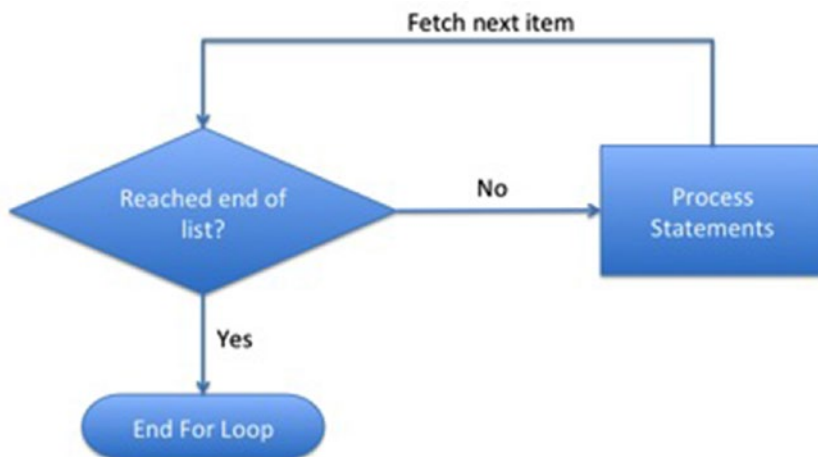 Fetch next item
Reached end of
list?
No
Process
Statements
Yes
End For Loop